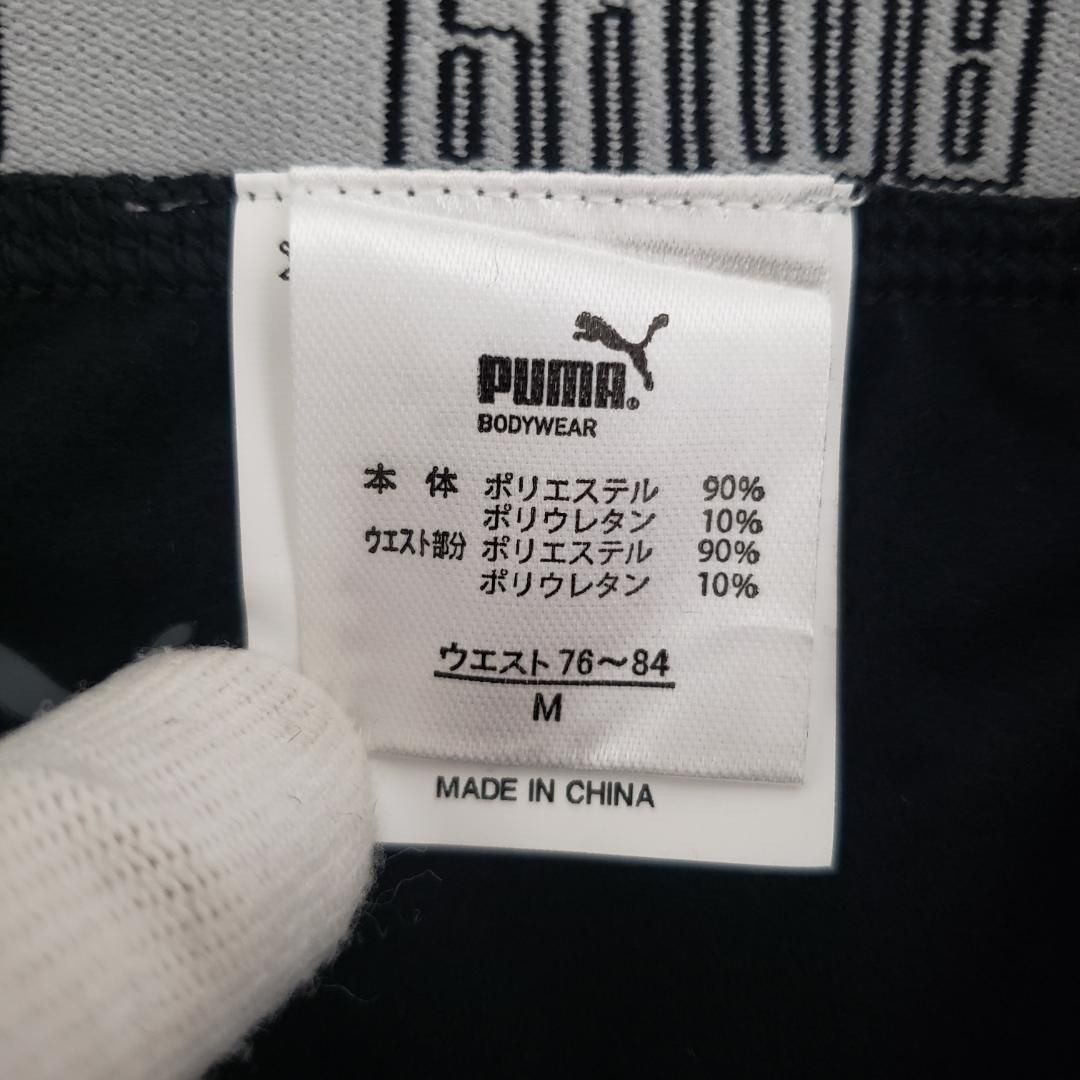 PUMA®
BODYWEAR
本体 ポリエステル 90%
ポリウレタン 10%
ウエスト部分 ポリエステル 90%
ポリウレタン 10%
ウエスト 76～84
M
MADE IN CHINA